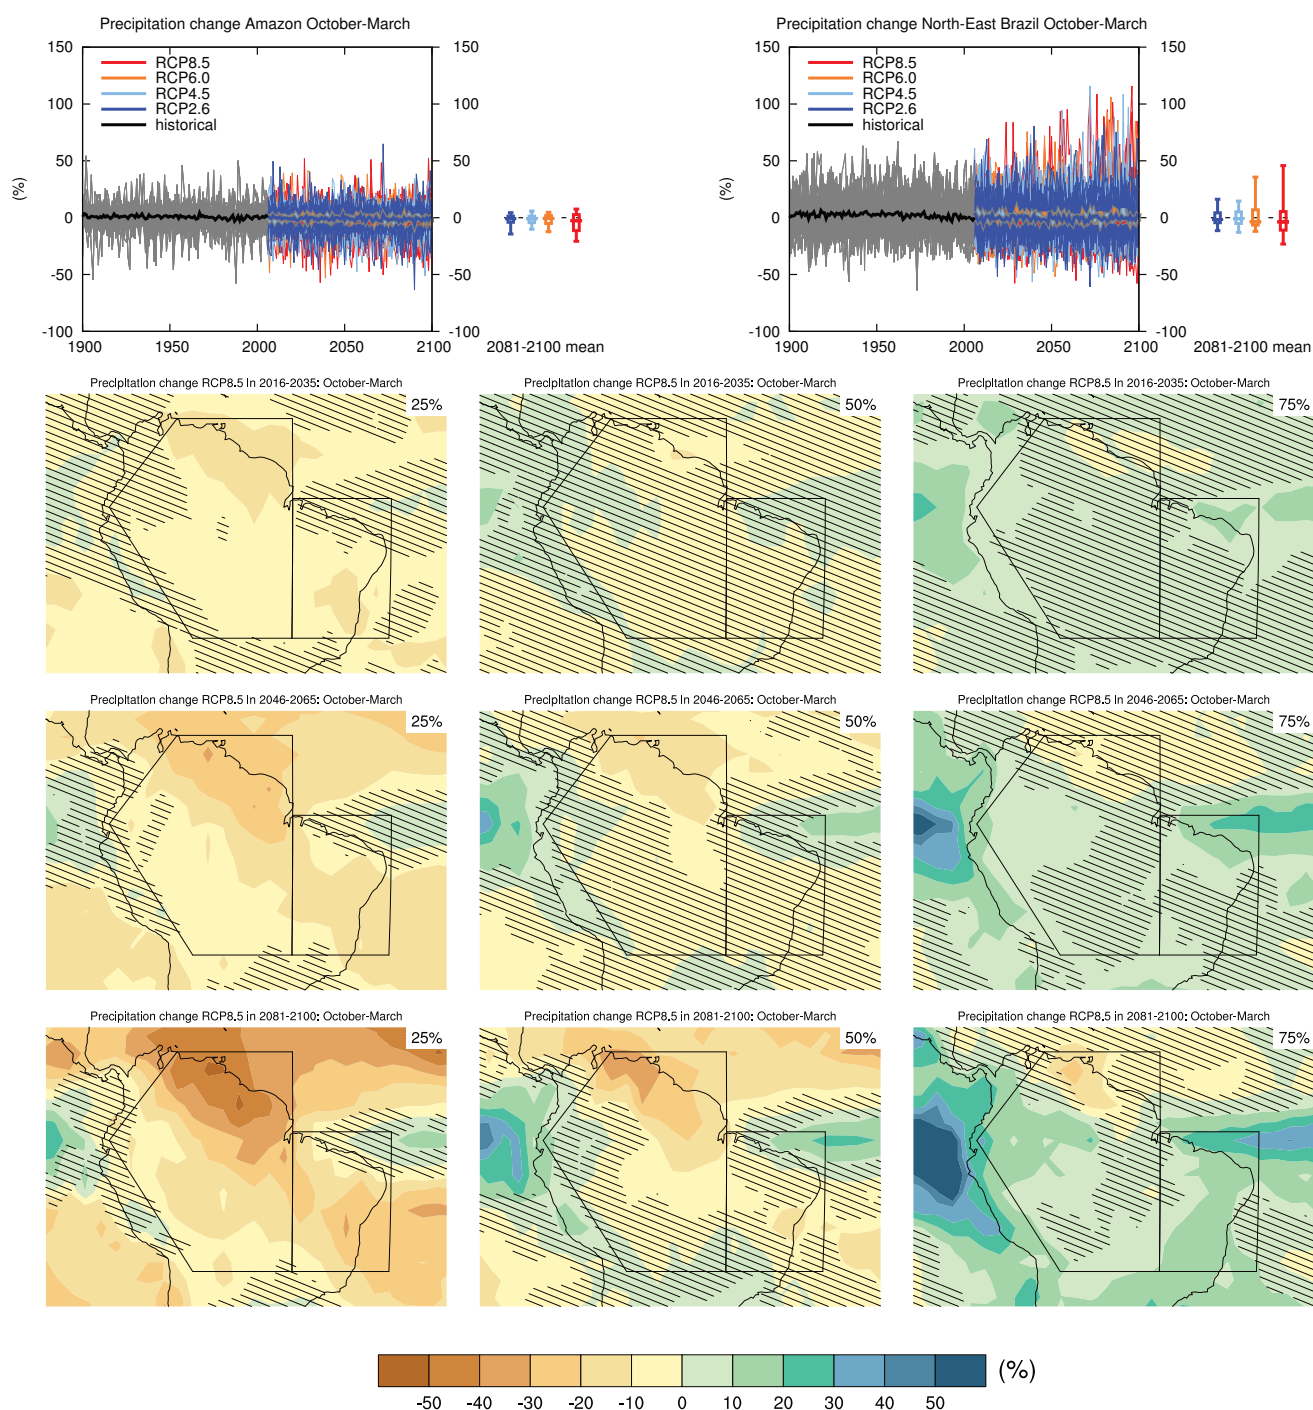 Precipitation change Amazon October-March
150
100
50
0
-50
-100
(%)
RCP8.5
RCP6.0
RCP4.5
RCP2.6
historical
150
100
50
0
-50
-100
1900 1950 2000 2050 2100
2081-2100 mean
Precipitation change North-East Brazil October-March
150
100
50
0
-50
-100
(%)
RCP8.5
RCP6.0
RCP4.5
RCP2.6
historical
150
100
50
0
-50
-100
1900 1950 2000 2050 2100
2081-2100 mean
Precipitation change RCP8.5 in 2016-2035: October-March
25%
Precipitation change RCP8.5 in 2016-2035: October-March
50%
Precipitation change RCP8.5 in 2016-2035: October-March
75%
Precipitation change RCP8.5 in 2046-2065: October-March
25%
Precipitation change RCP8.5 in 2046-2065: October-March
50%
Precipitation change RCP8.5 in 2046-2065: October-March
75%
Precipitation change RCP8.5 in 2081-2100: October-March
25%
Precipitation change RCP8.5 in 2081-2100: October-March
50%
Precipitation change RCP8.5 in 2081-2100: October-March
75%
(%)
-50 -40 -30 -20 -10 0 10 20 30 40 50